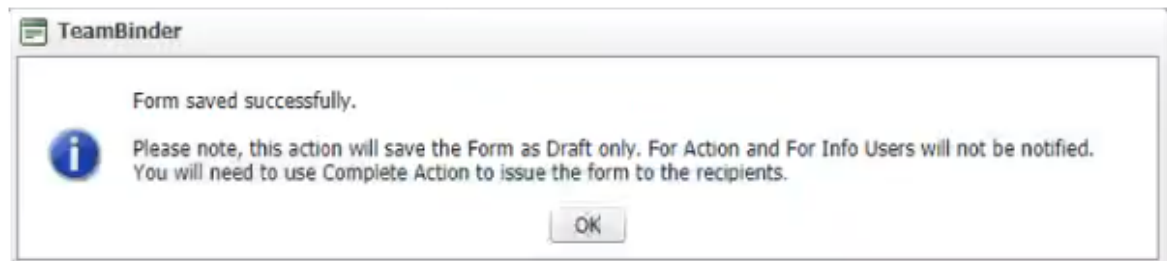 TeamBinder
Form saved successfully.
Please note, this action will save the Form as Draft only. For Action and For Info Users will not be notified.
You will need to use Complete Action to issue the form to the recipients.
OK